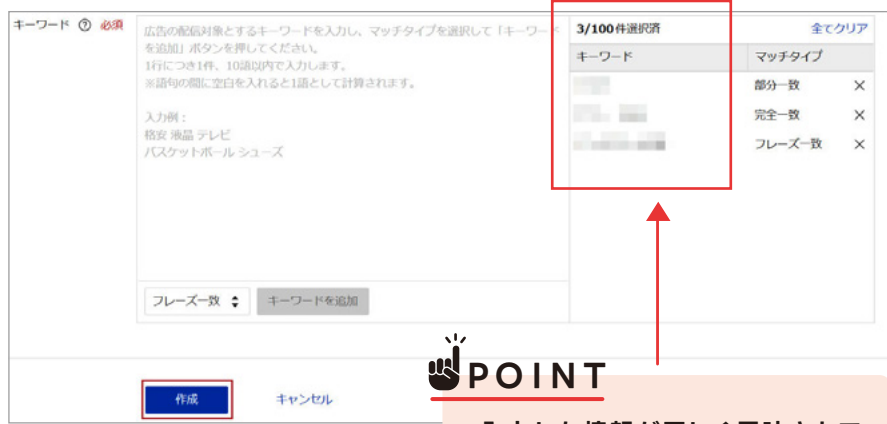 キーワード ? 必須
広告の配信対象とするキーワードを入力し、マッチタイプを選択して「キーワード
を追加」ボタンを押してください。
1行につき1件、10語以内で入力します。
※語句の間に空白を入れると1語として計算されます。
入力例：
格安 液晶 テレビ
バスケットボール シューズ
フレーズ一致
キーワードを追加
3/100件選択済
全てクリア
キーワード
マッチタイプ
部分一致 ×
完全一致 ×
フレーズ一致 ×
作成
キャンセル
POINT